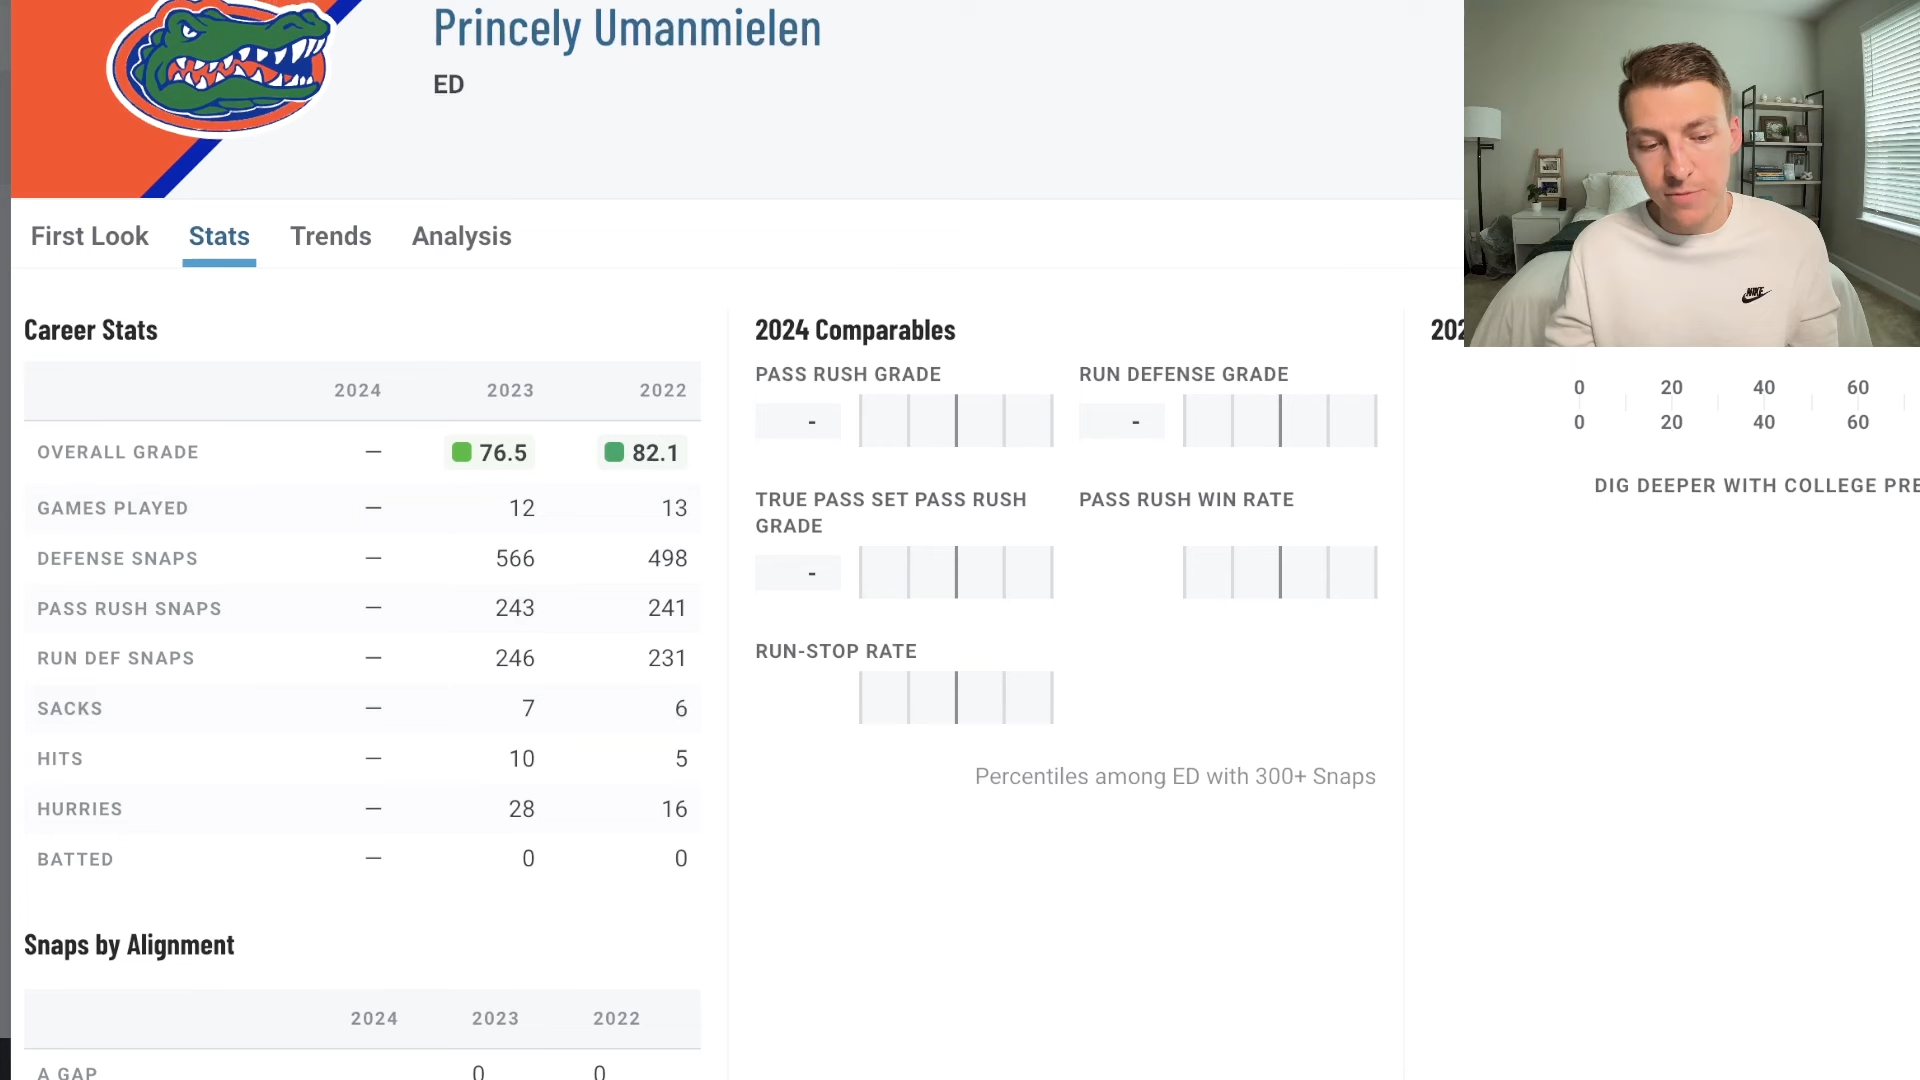 Princely Umanmielen
ED
First Look Stats Trends Analysis
Career Stats
2024 2023 2022
OVERALL GRADE — 76.5 82.1
GAMES PLAYED — 12 13
DEFENSE SNAPS — 566 498
PASS RUSH SNAPS — 243 241
RUN DEF SNAPS — 246 231
SACKS — 7 6
HITS — 10 5
HURRIES — 28 16
BATTED — 0 0
Snaps by Alignment
2024 2023 2022
A GAP 0 0
2024 Comparables
PASS RUSH GRADE RUN DEFENSE GRADE
- -
TRUE PASS SET PASS RUSH
GRADE
PASS RUSH WIN RATE
-
RUN-STOP RATE
Percentiles among ED with 300+ Snaps
202
0 20 40 60
0 20 40 60
DIG DEEPER WITH COLLEGE PRE
NIKE